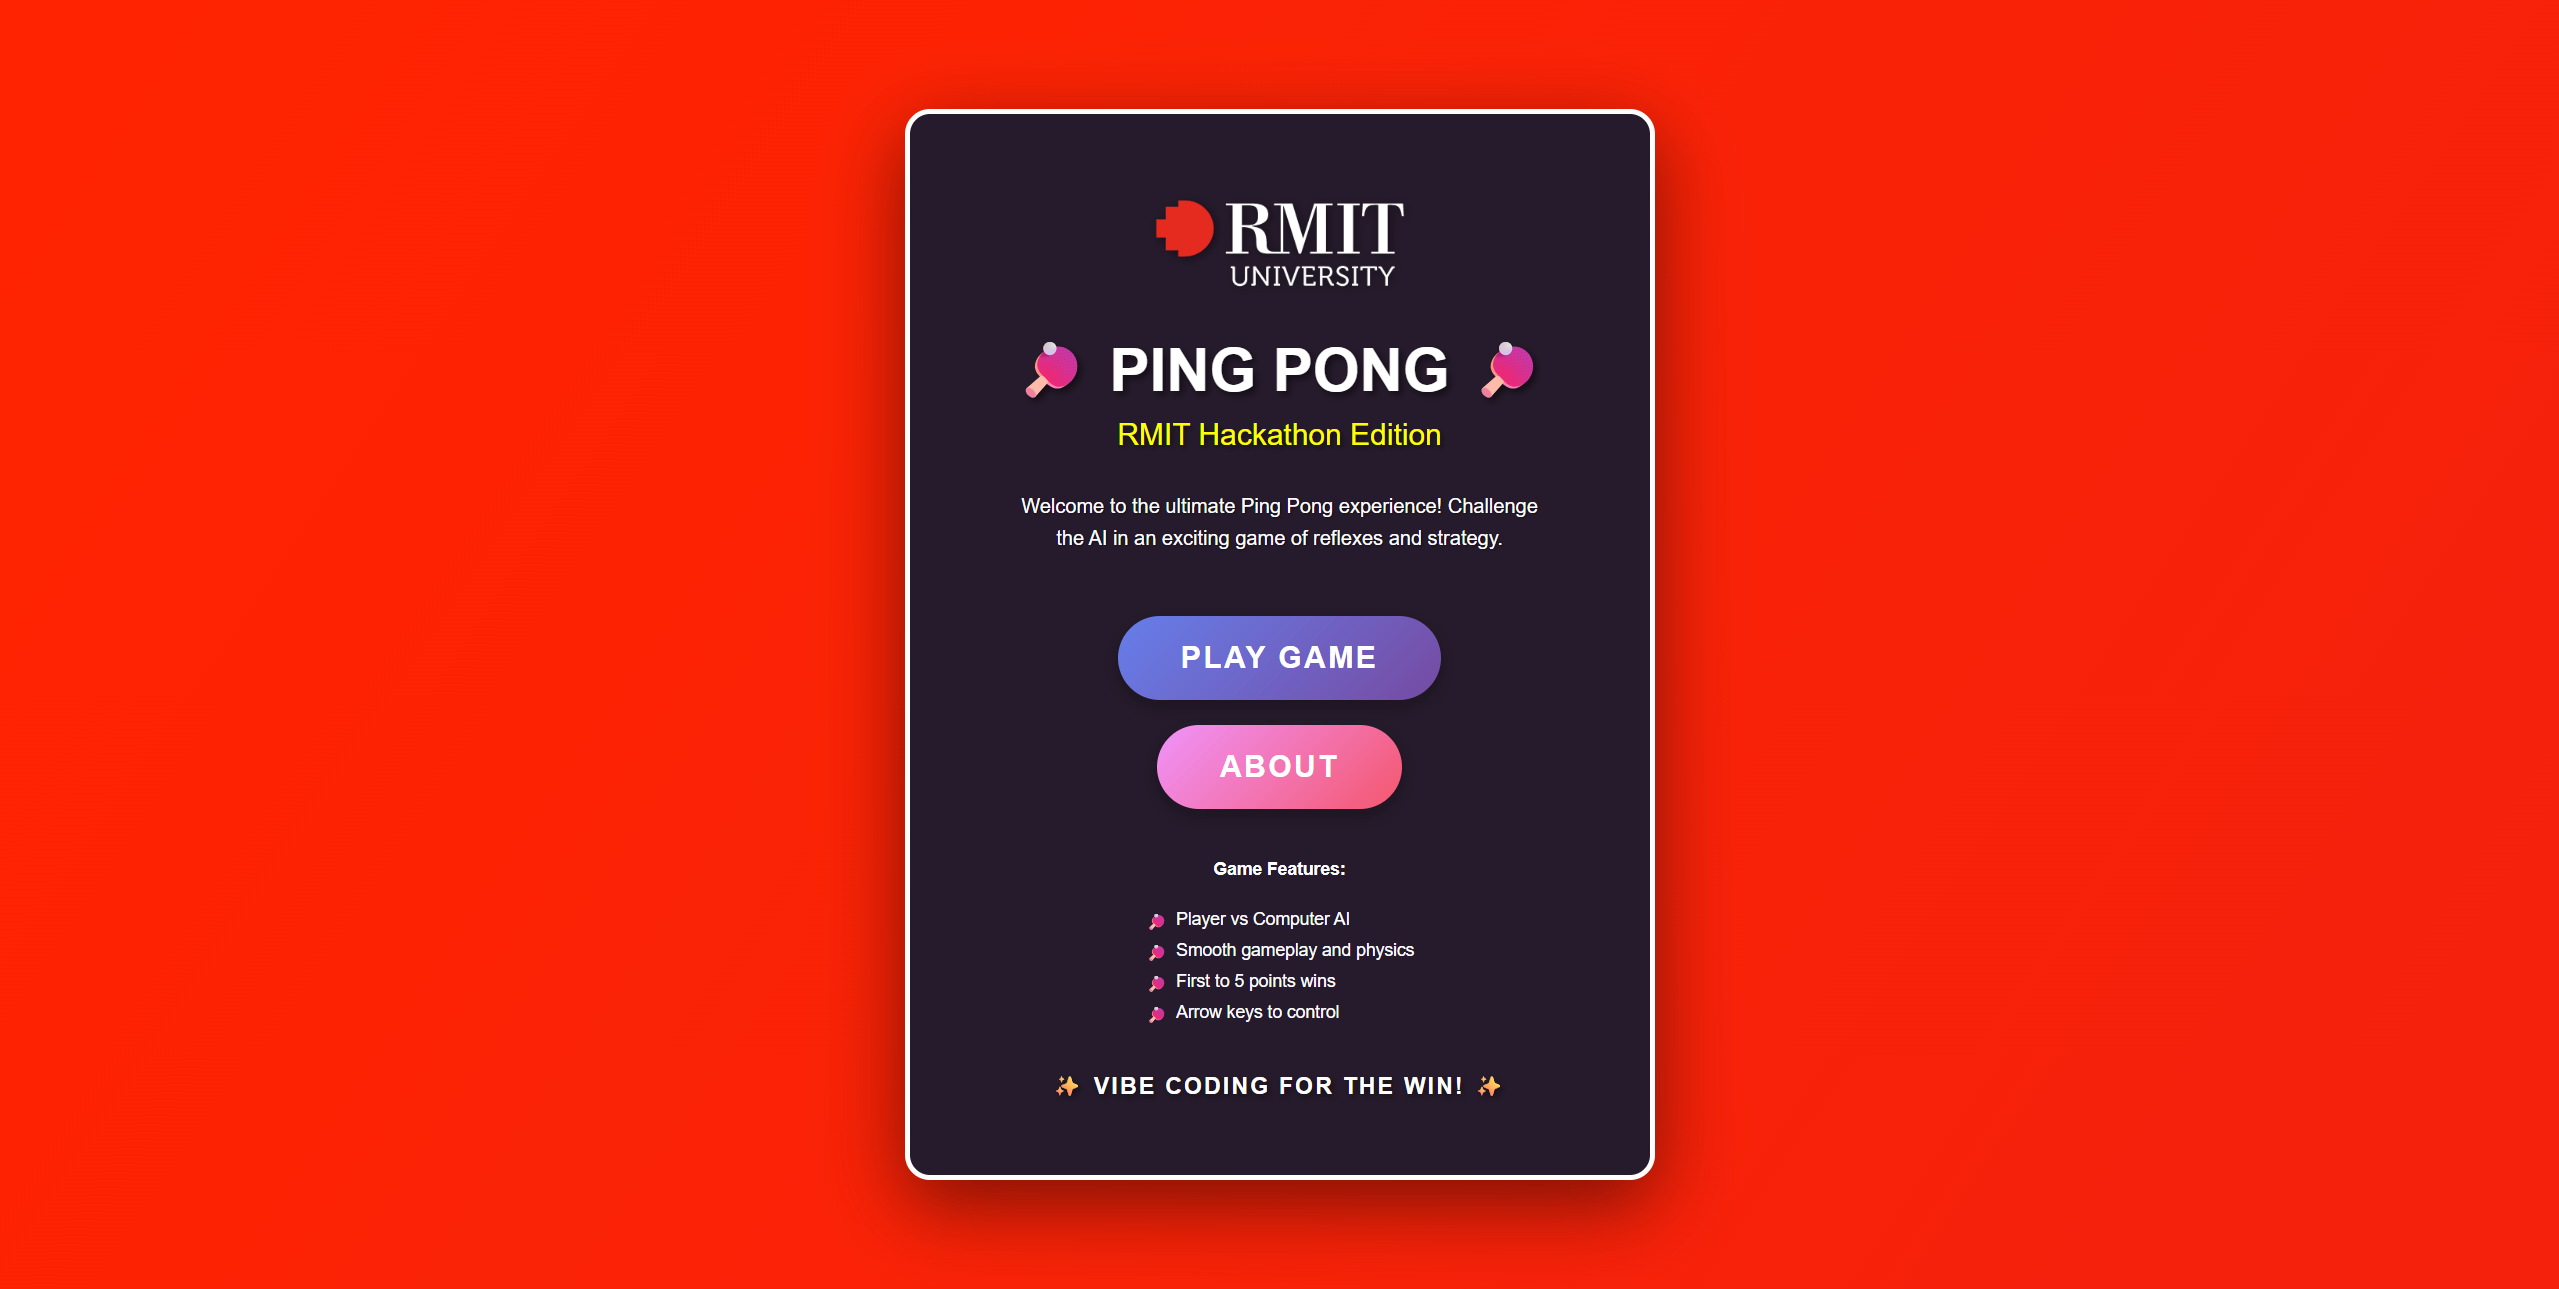 RMIT
UNIVERSITY
PING PONG
RMIT Hackathon Edition
Welcome to the ultimate Ping Pong experience! Challenge
the AI in an exciting game of reflexes and strategy.
PLAY GAME
ABOUT
Game Features:
Player vs Computer AI
Smooth gameplay and physics
First to 5 points wins
Arrow keys to control
VIBE CODING FOR THE WIN!